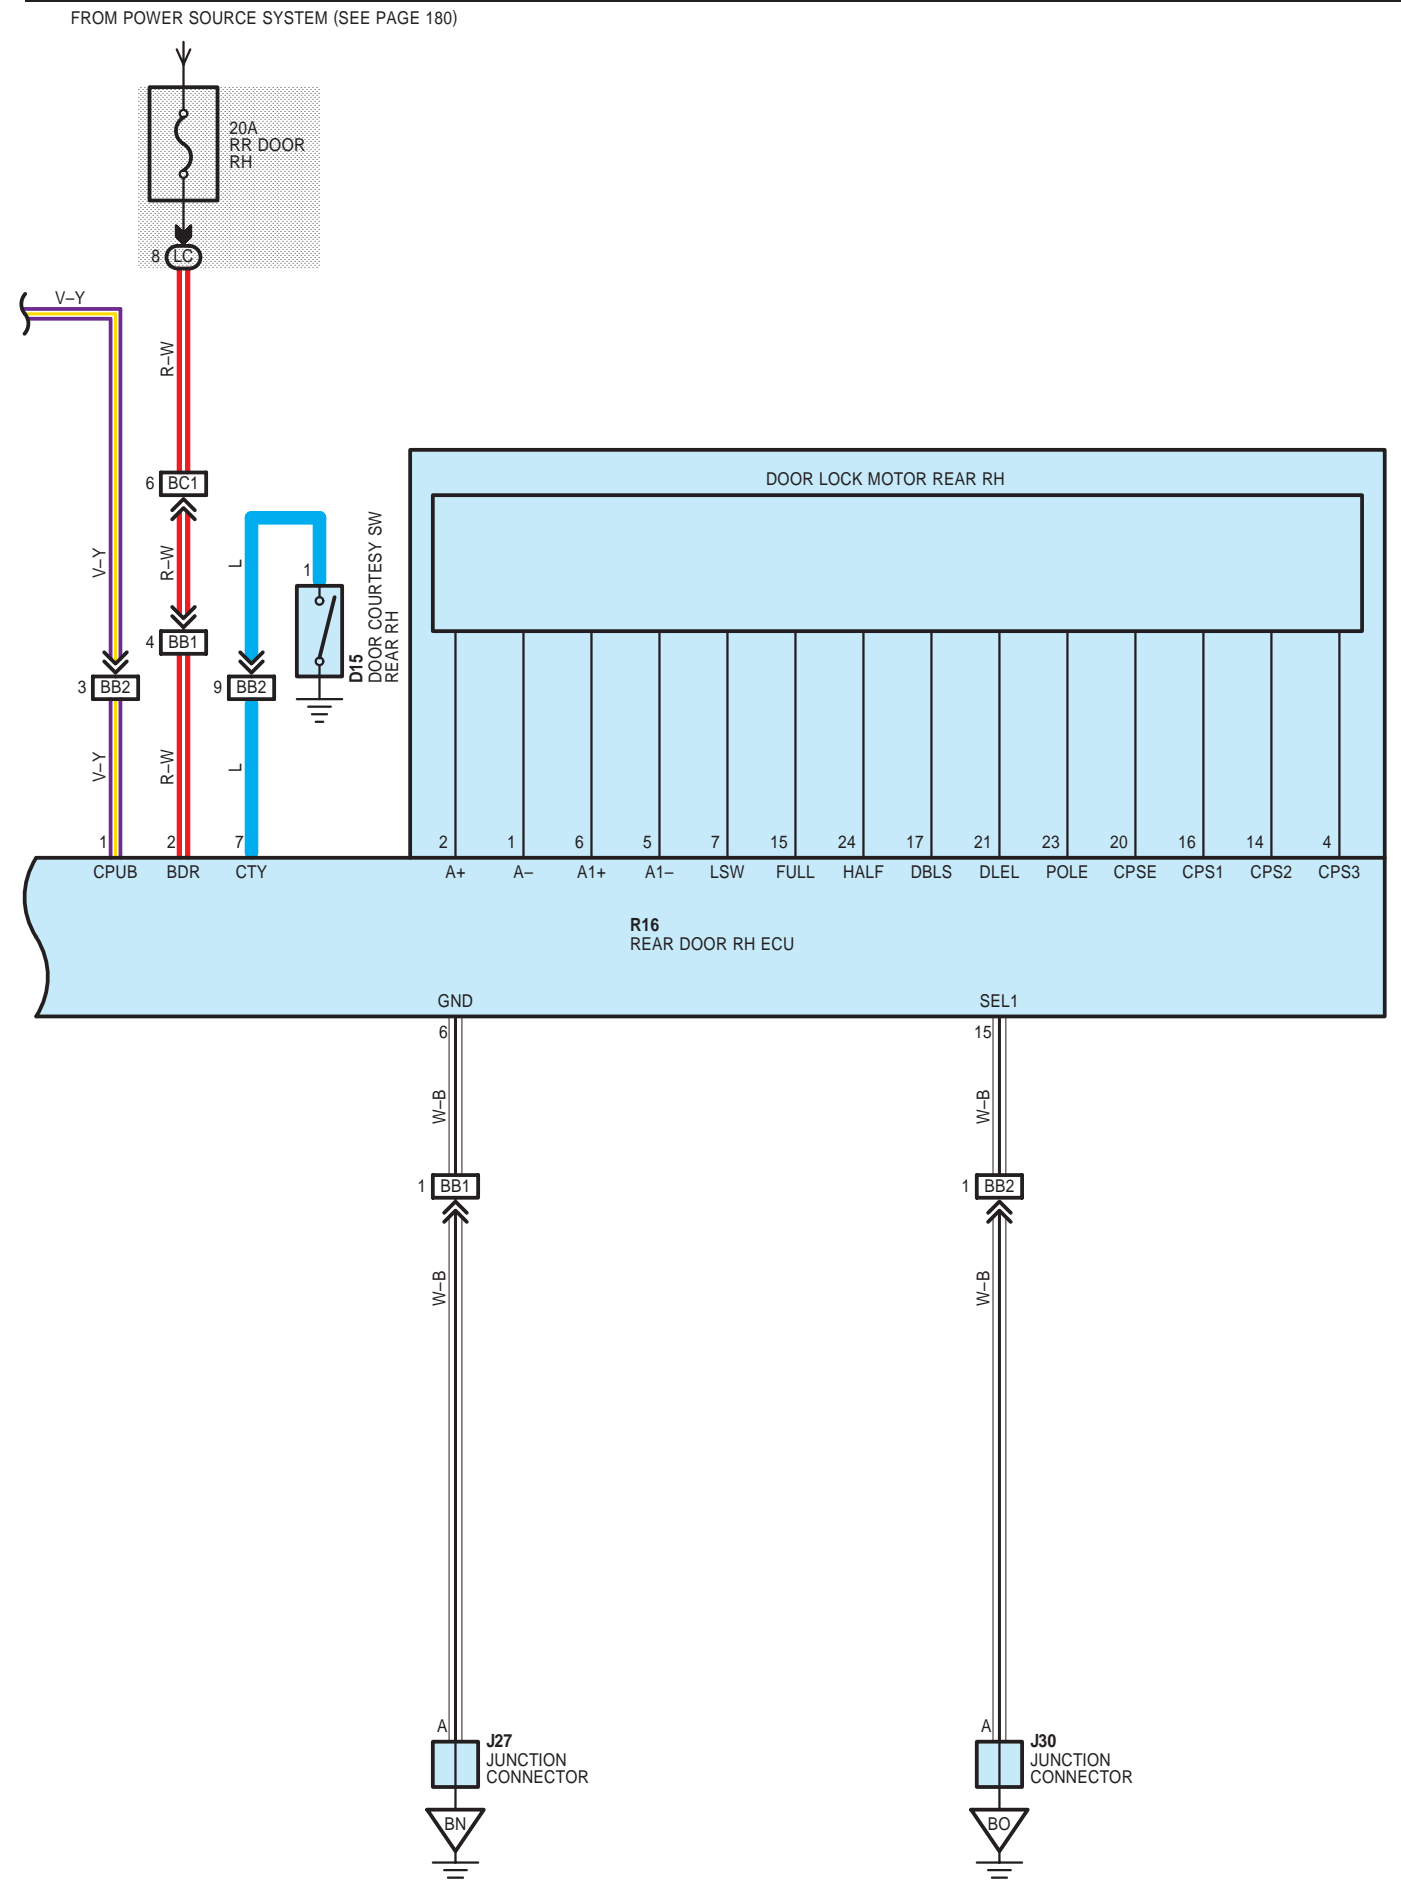 FROM POWER SOURCE SYSTEM (SEE PAGE 180)
20A
RR DOOR
RH
8 LC
V–Y
R–W
6 BC1
DOOR LOCK MOTOR REAR RH
V–Y
R–W
L
1
D15
DOOR COURTESY SW
REAR RH
4 BB1
3 BB2
9 BB2
V–Y
R–W
L
1 2 7 2 1 6 5 7 15 24 17 21 23 20 16 14 4
CPUB BDR CTY A+ A– A1+ A1– LSW FULL HALF DBLS DLEL POLE CPSE CPS1 CPS2 CPS3
R16
REAR DOOR RH ECU
GND SEL1
6 15
W–B W–B
1 BB1 1 BB2
W–B W–B
A A
J27
JUNCTION
CONNECTOR
J30
JUNCTION
CONNECTOR
BN BO